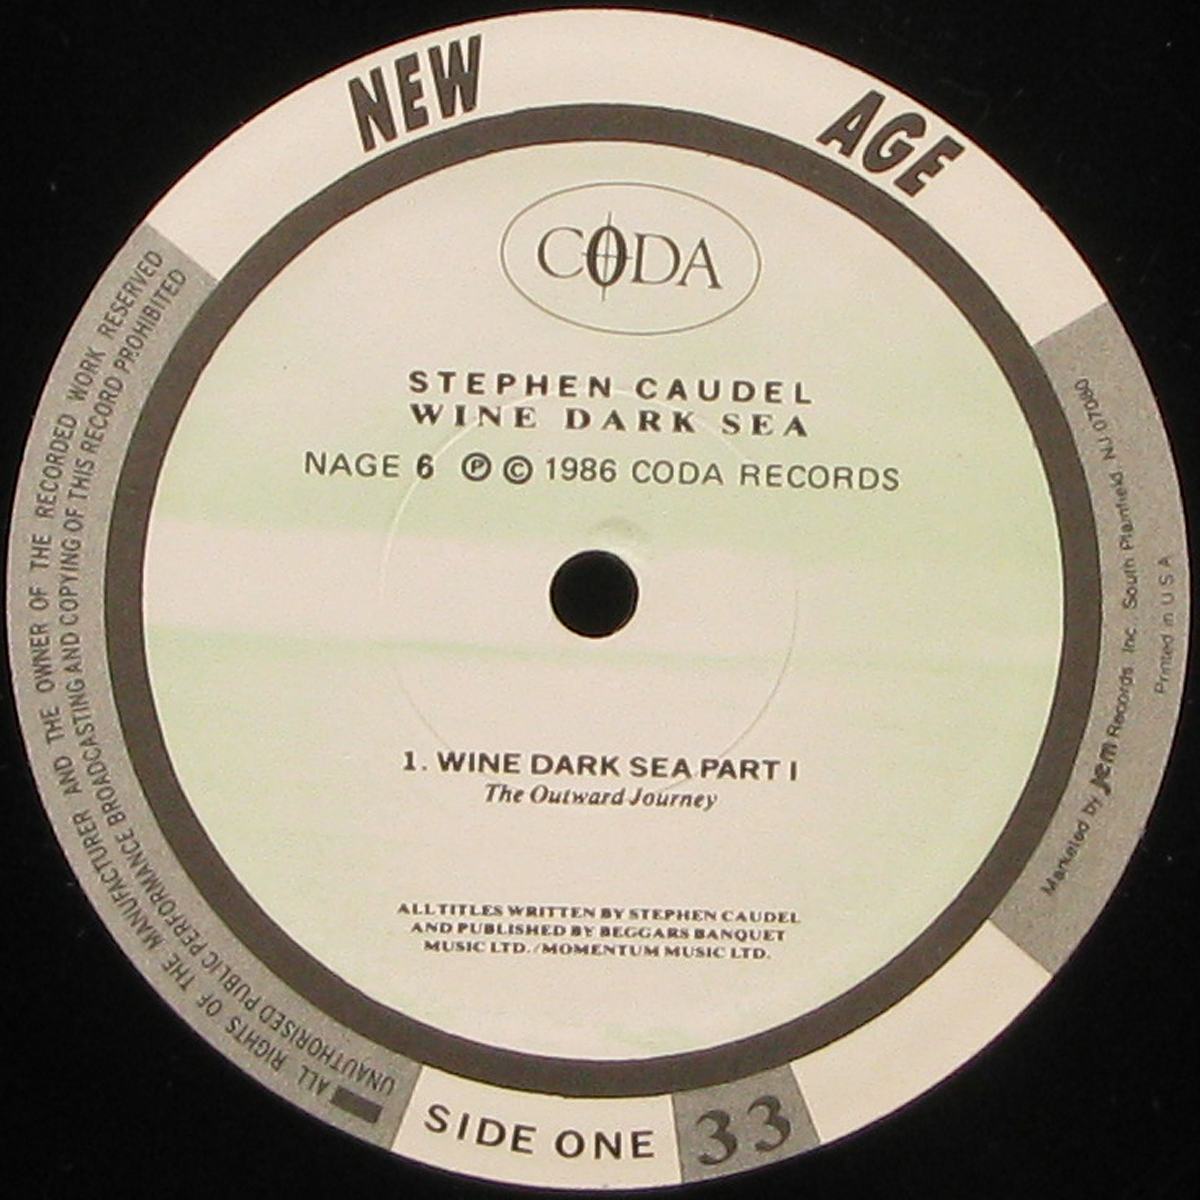 NEW AGE
CODA
STEPHEN CAUDEL
WINE DARK SEA
NAGE 6 ℗ © 1986 CODA RECORDS
1. WINE DARK SEA PART I
The Outward Journey
ALL TITLES WRITTEN BY STEPHEN CAUDEL
AND PUBLISHED BY BEGGARS BANQUET
MUSIC LTD./MOMENTUM MUSIC LTD.
SIDE ONE
33
ALL RIGHTS OF THE MANUFACTURER AND THE OWNER OF THE RECORDED WORK RESERVED
UNAUTHORISED PUBLIC PERFORMANCE BROADCASTING AND COPYING OF THIS RECORD PROHIBITED
Marketed by Jem Records Inc., South Plainfield, NJ 07080
Printed in U S A